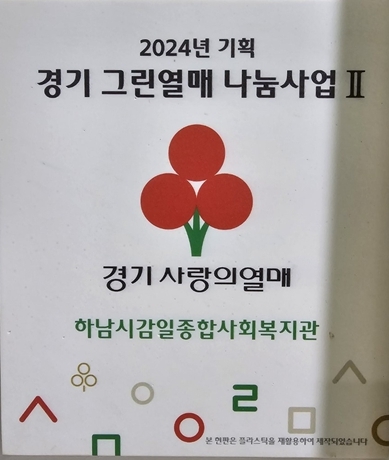 2024년 기획
경기 그린열매 나눔사업 Ⅱ
경기 사랑의열매
하남시감일종합사회복지관
본 현판은 플라스틱을 재활용하여 제작되었습니다